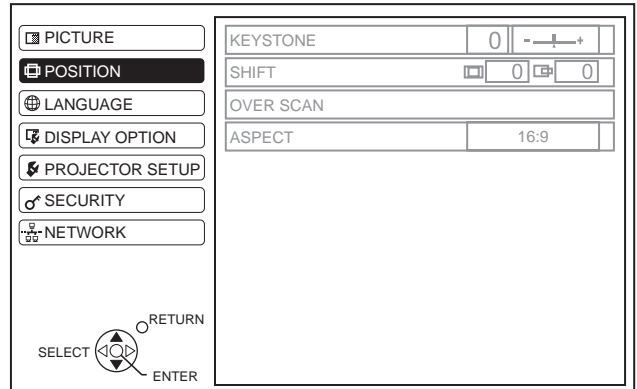 PICTURE
POSITION
LANGUAGE
DISPLAY OPTION
PROJECTOR SETUP
SECURITY
NETWORK
KEYSTONE 0 - +
SHIFT 0 0
OVER SCAN
ASPECT 16:9
RETURN
SELECT
ENTER